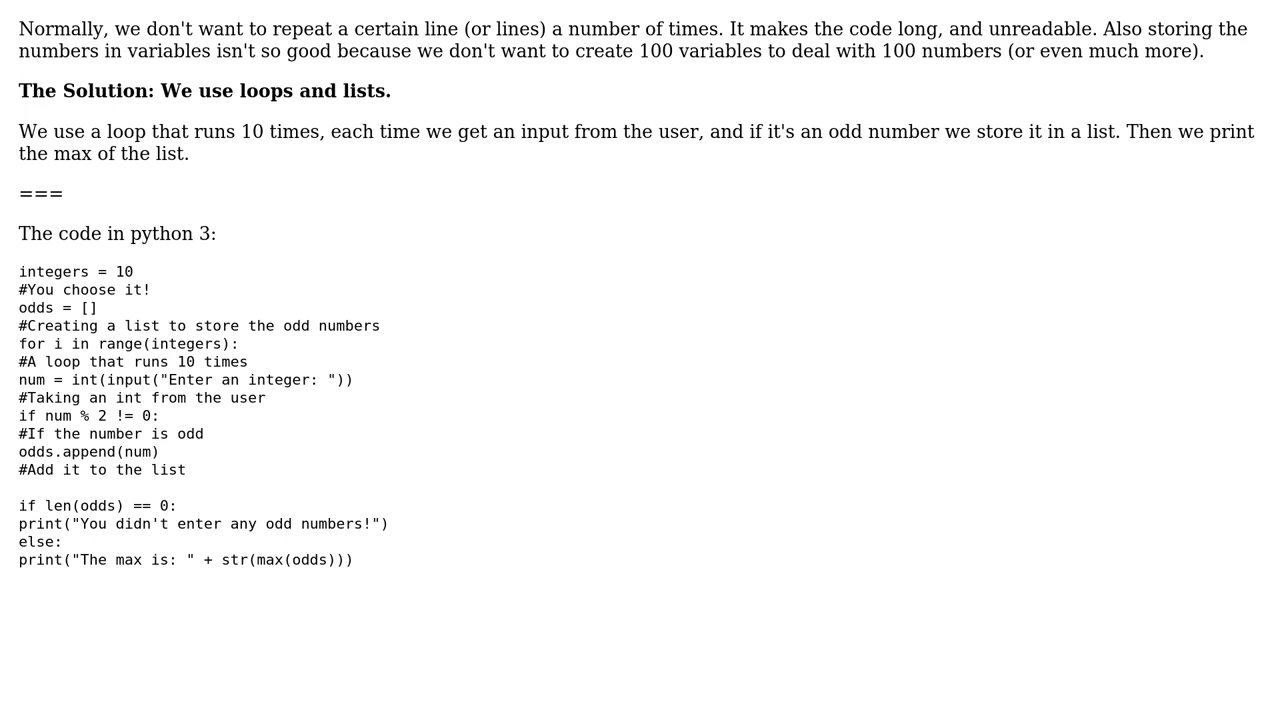 Normally, we don't want to repeat a certain line (or lines) a number of times. It makes the code long, and unreadable. Also storing the
numbers in variables isn't so good because we don't want to create 100 variables to deal with 100 numbers (or even much more).
The Solution: We use loops and lists.
We use a loop that runs 10 times, each time we get an input from the user, and if it's an odd number we store it in a list. Then we print
the max of the list.
===
The code in python 3:
integers = 10
#You choose it!
odds = []
#Creating a list to store the odd numbers
for i in range(integers):
#A loop that runs 10 times
num = int(input("Enter an integer: "))
#Taking an int from the user
if num % 2 != 0:
#If the number is odd
odds.append(num)
#Add it to the list
if len(odds) == 0:
print("You didn't enter any odd numbers!")
else:
print("The max is: " + str(max(odds)))